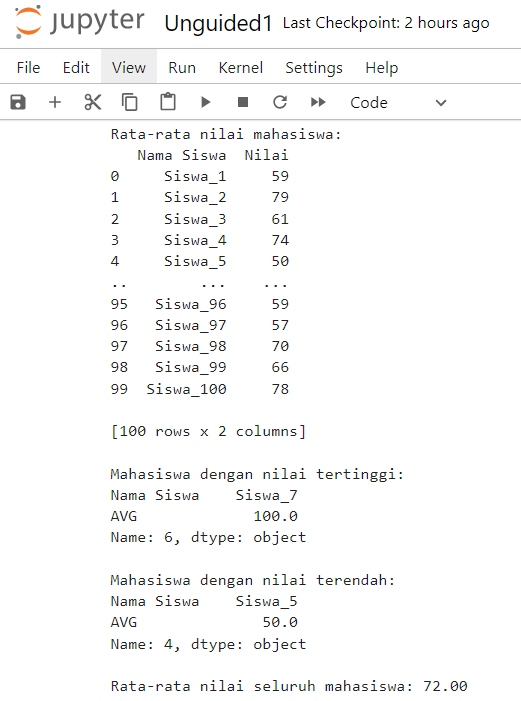 jupyter Unguided1 Last Checkpoint: 2 hours ago
File Edit View Run Kernel Settings Help
Code
Rata-rata nilai mahasiswa:
Nama Siswa Nilai
0 Siswa_1 59
1 Siswa_2 79
2 Siswa_3 61
3 Siswa_4 74
4 Siswa_5 50
.. ... ...
95 Siswa_96 59
96 Siswa_97 57
97 Siswa_98 70
98 Siswa_99 66
99 Siswa_100 78
[100 rows x 2 columns]
Mahasiswa dengan nilai tertinggi:
Nama Siswa Siswa_7
AVG 100.0
Name: 6, dtype: object
Mahasiswa dengan nilai terendah:
Nama Siswa Siswa_5
AVG 50.0
Name: 4, dtype: object
Rata-rata nilai seluruh mahasiswa: 72.00